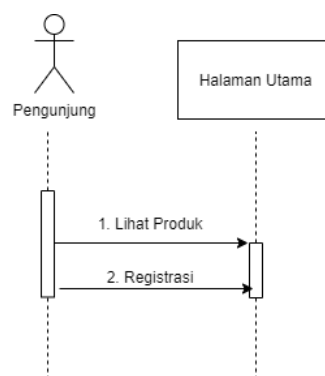 Pengunjung
Halaman Utama
1. Lihat Produk
2. Registrasi